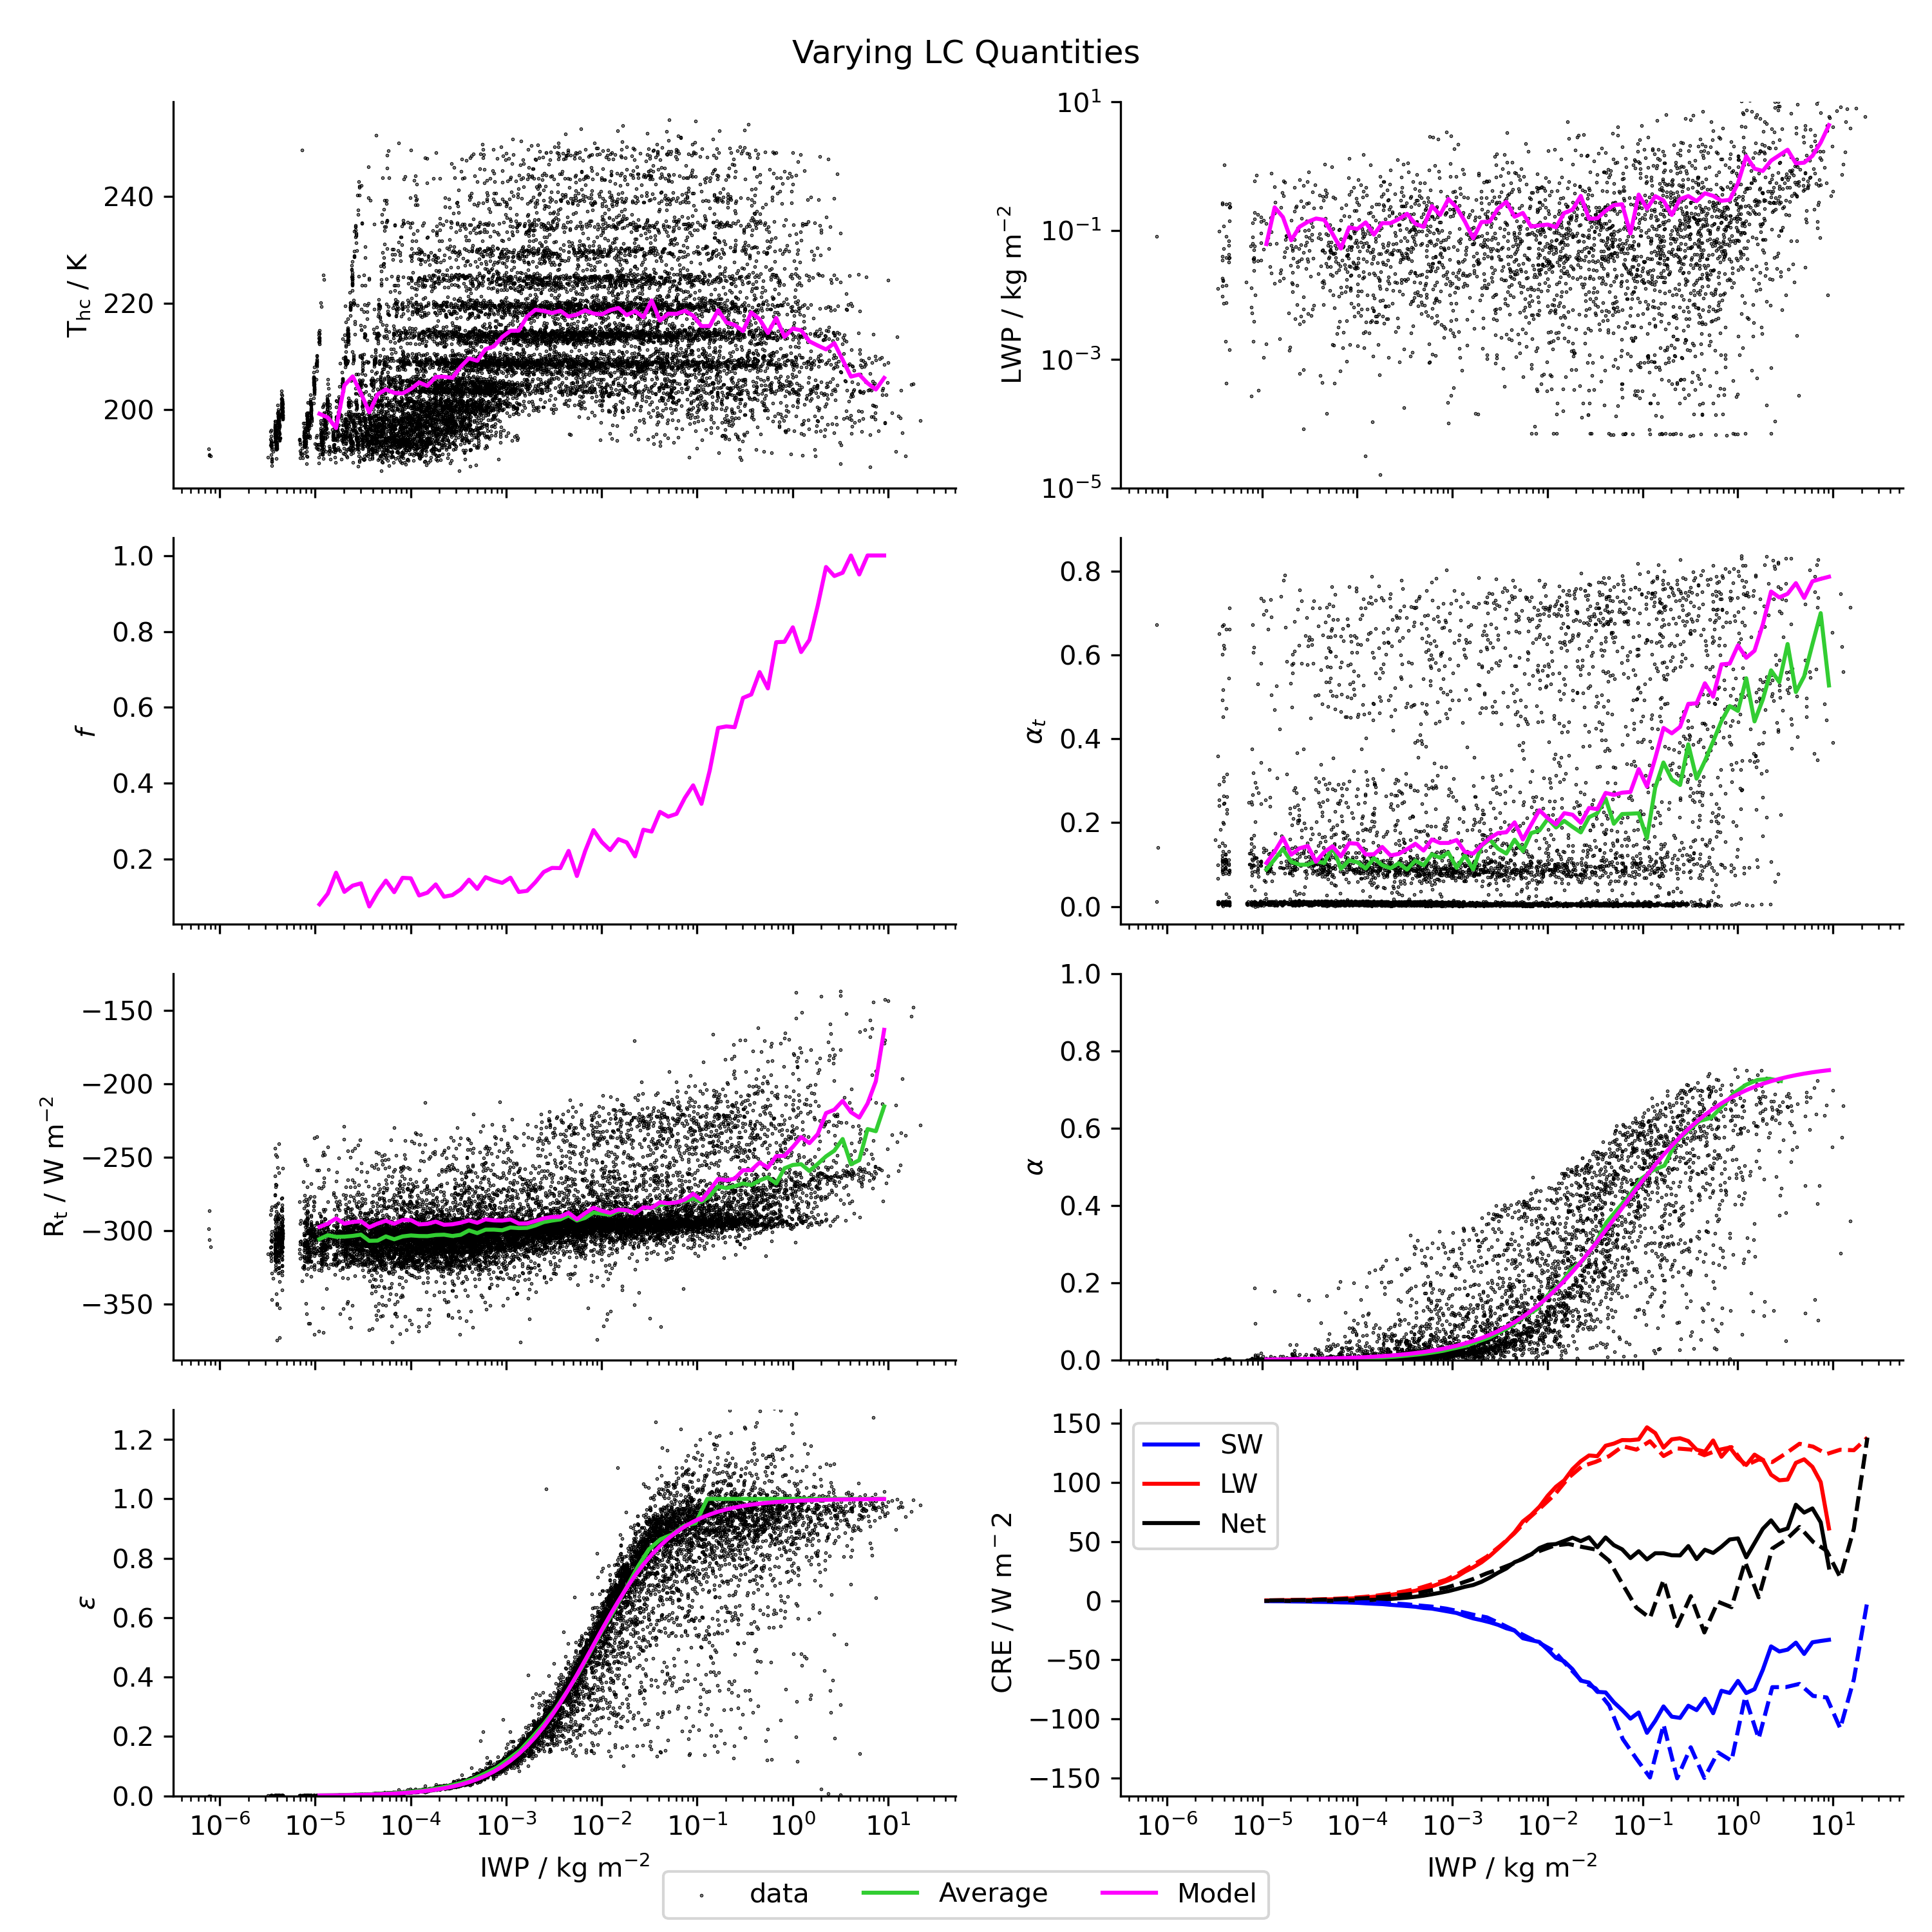 Varying LC Quantities
240
220
200
T_hc / K
10^1
10^−1
10^−3
10^−5
LWP / kg m^−2
1.0
0.8
0.6
0.4
0.2
f
0.8
0.6
0.4
0.2
0.0
α_t
−150
−200
−250
−300
−350
R_t / W m^−2
1.0
0.8
0.6
0.4
0.2
0.0
α
1.2
1.0
0.8
0.6
0.4
0.2
0.0
ε
10^−6 10^−5 10^−4 10^−3 10^−2 10^−1 10^0 10^1
IWP / kg m^−2
150
100
50
0
−50
−100
−150
CRE / W m − 2
SW
LW
Net
10^−6 10^−5 10^−4 10^−3 10^−2 10^−1 10^0 10^1
IWP / kg m^−2
data Average Model